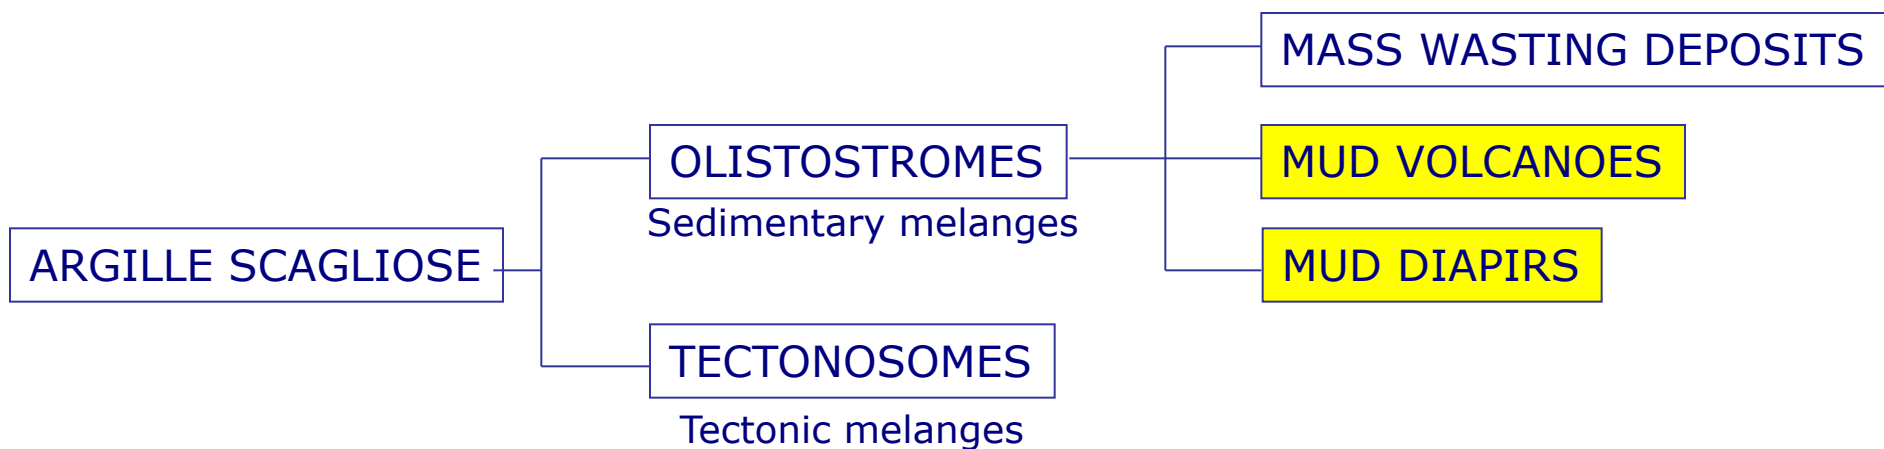 MASS WASTING DEPOSITS
OLISTOSTROMES
MUD VOLCANOES
Sedimentary melanges
ARGILLE SCAGLIOSE
MUD DIAPIRS
TECTONOSOMES
Tectonic melanges